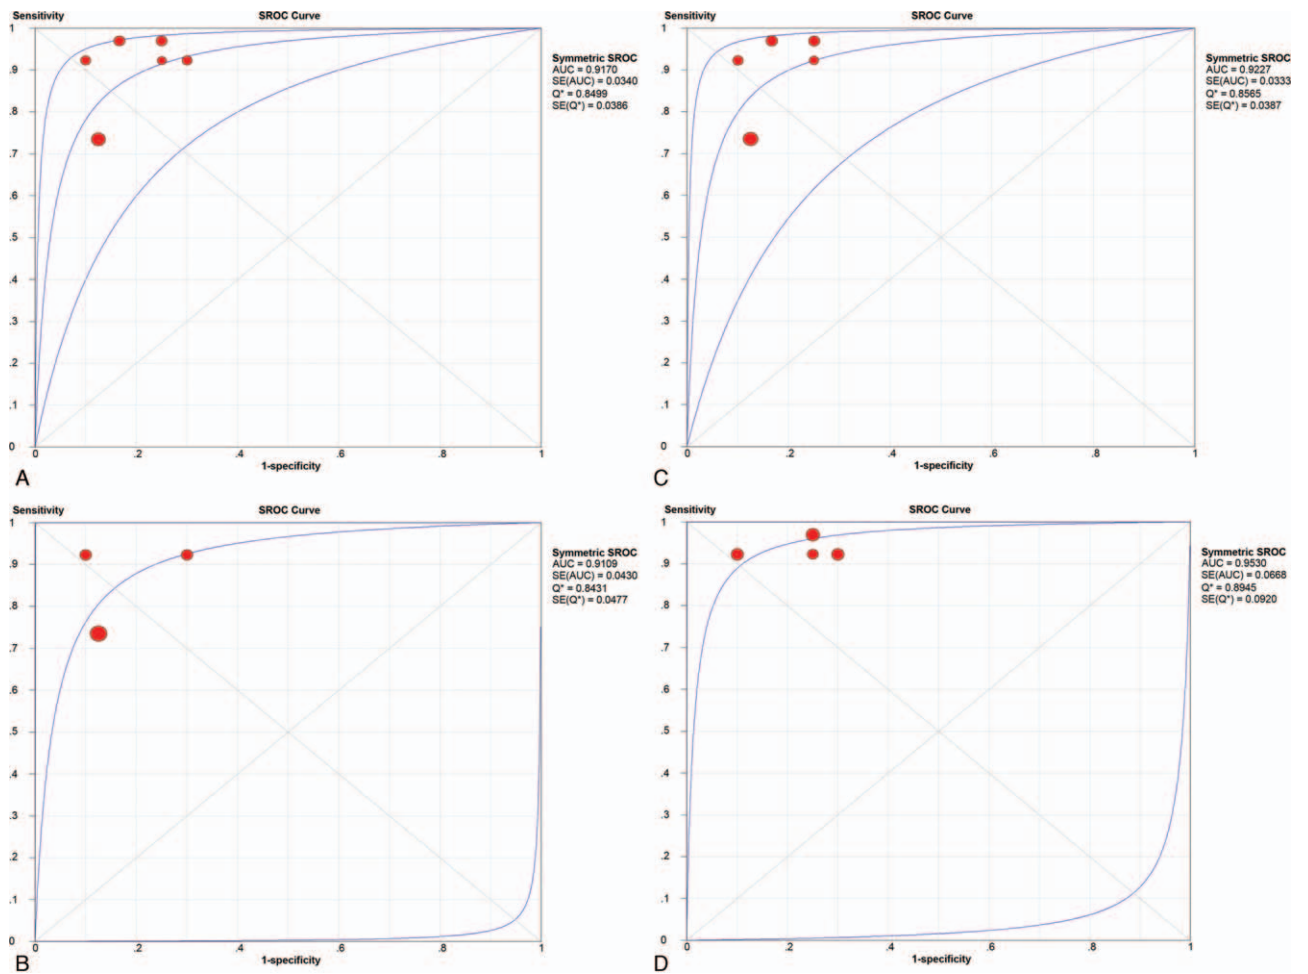 Sensitivity SROC Curve
1
.9
.8
.7
.6
.5
.4
.3
.2
.1
0
0 .2 .4 .6 .8 1
1-specificity
Symmetric SROC
AUC = 0.9170
SE(AUC) = 0.0340
Q* = 0.8499
SE(Q*) = 0.0386
A
Sensitivity SROC Curve
1
.9
.8
.7
.6
.5
.4
.3
.2
.1
0
0 .2 .4 .6 .8 1
1-specificity
Symmetric SROC
AUC = 0.9227
SE(AUC) = 0.0333
Q* = 0.8565
SE(Q*) = 0.0387
C
Sensitivity SROC Curve
1
.9
.8
.7
.6
.5
.4
.3
.2
.1
0
0 .2 .4 .6 .8 1
1-specificity
Symmetric SROC
AUC = 0.9109
SE(AUC) = 0.0430
Q* = 0.8431
SE(Q*) = 0.0477
B
Sensitivity SROC Curve
1
.9
.8
.7
.6
.5
.4
.3
.2
.1
0
0 .2 .4 .6 .8 1
1-specificity
Symmetric SROC
AUC = 0.9530
SE(AUC) = 0.0668
Q* = 0.8945
SE(Q*) = 0.0920
D